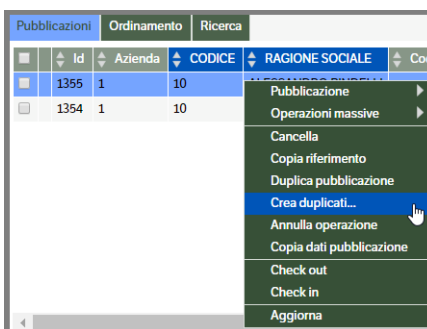 Pubblicazioni Ordinamento Ricerca
Id Azienda CODICE RAGIONE SOCIALE Co
1355 1 10
1354 1 10
Pubblicazione
Operazioni massive
Cancella
Copia riferimento
Duplica pubblicazione
Crea duplicati...
Annulla operazione
Copia dati pubblicazione
Check out
Check in
Aggiorna